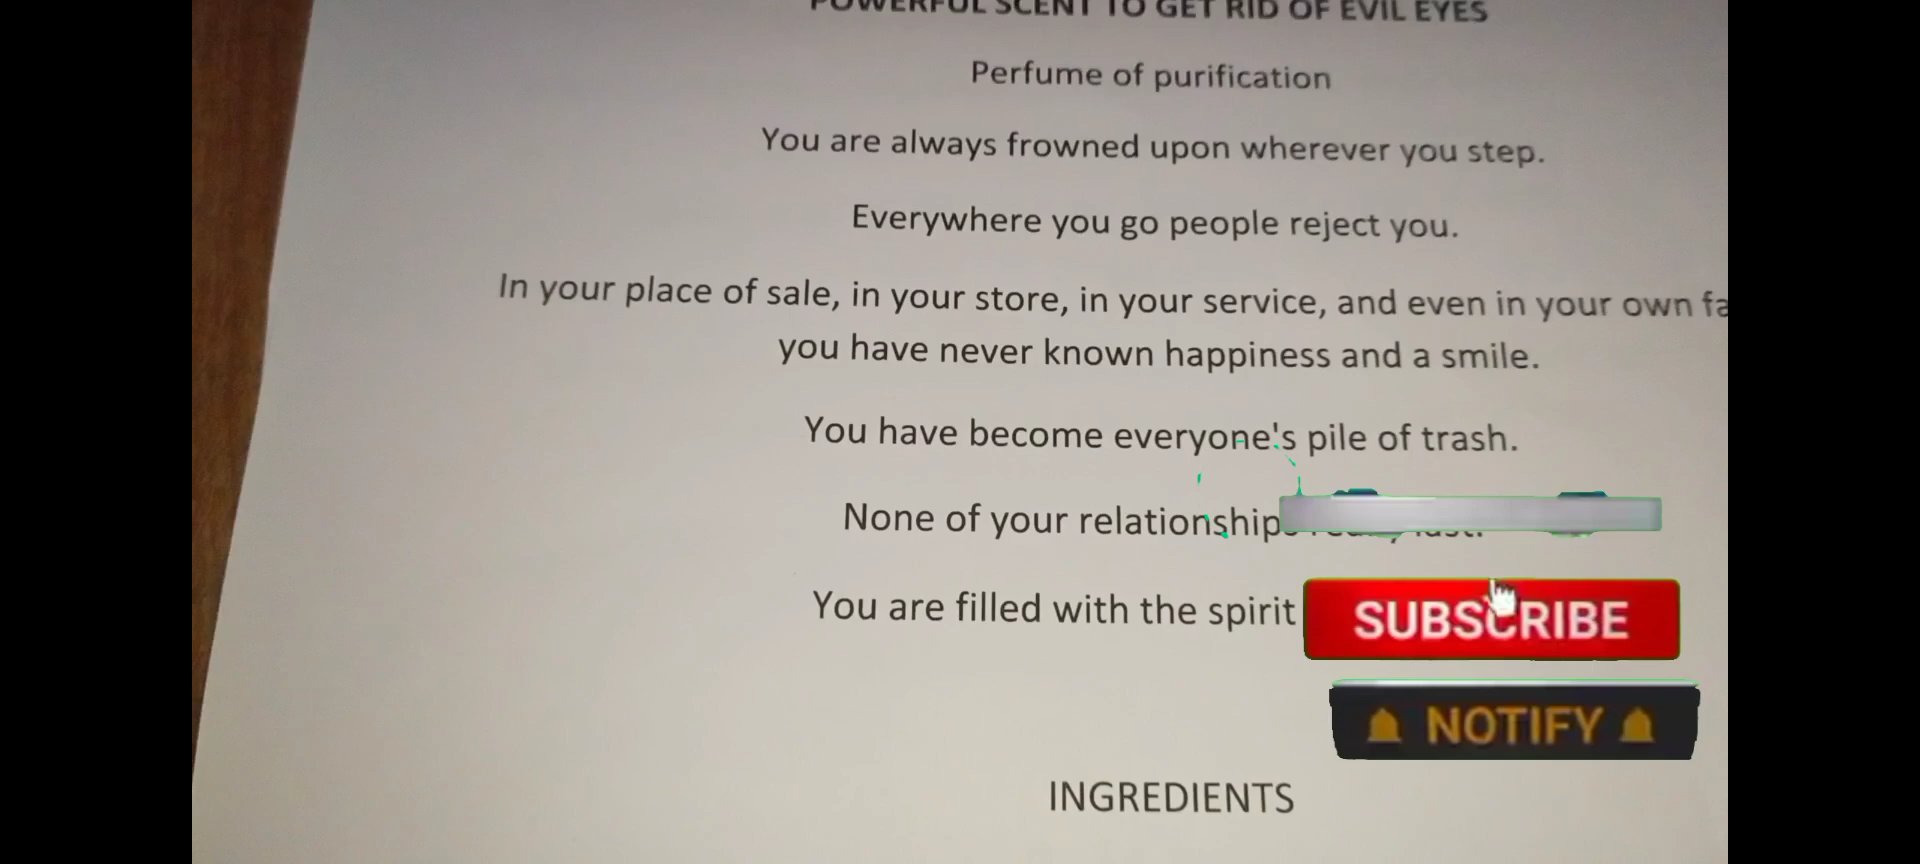 POWERFUL SCENT TO GET RID OF EVIL EYES
Perfume of purification
You are always frowned upon wherever you step.
Everywhere you go people reject you.
In your place of sale, in your store, in your service, and even in your own fa
you have never known happiness and a smile.
You have become everyone's pile of trash.
None of your relationships
You are filled with the spirit
SUBSCRIBE
NOTIFY
INGREDIENTS